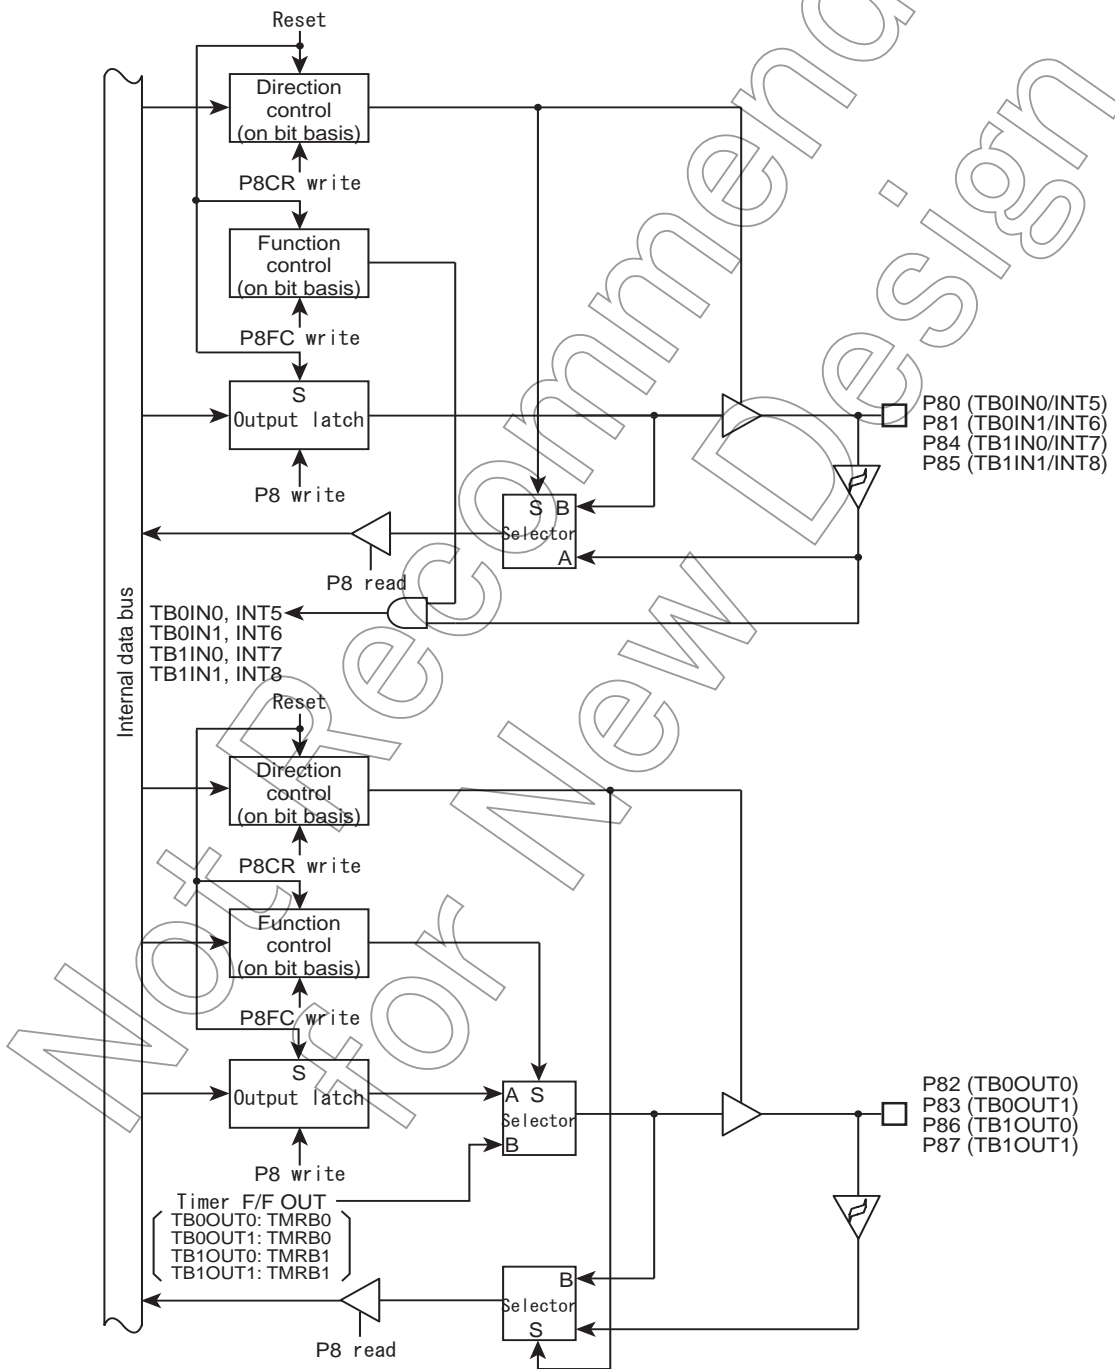 Reset
Direction
control
(on bit basis)
P8CR write
Function
control
(on bit basis)
P8FC write
S
Output latch
P8 write
P80 (TB0IN0/INT5)
P81 (TB0IN1/INT6)
P84 (TB1IN0/INT7)
P85 (TB1IN1/INT8)
S B
Selector
A
P8 read
TB0IN0, INT5
TB0IN1, INT6
TB1IN0, INT7
TB1IN1, INT8
Internal data bus
Reset
Direction
control
(on bit basis)
P8CR write
Function
control
(on bit basis)
P8FC write
S
Output latch
P8 write
A S
Selector
B
P82 (TB0OUT0)
P83 (TB0OUT1)
P86 (TB1OUT0)
P87 (TB1OUT1)
Timer F/F OUT
TB0OUT0: TMRB0
TB0OUT1: TMRB0
TB1OUT0: TMRB1
TB1OUT1: TMRB1
B
Selector
S
P8 read
Not Recommend
for New Design